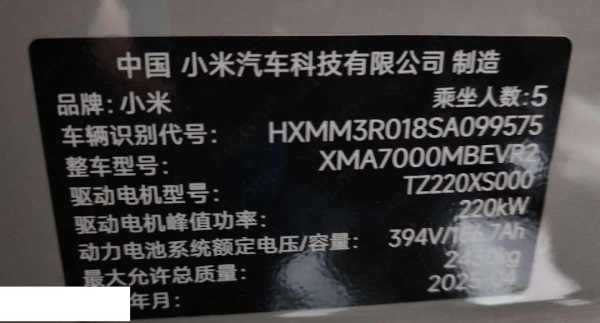 中国 小米汽车科技有限公司 制造
品牌:小米 乘坐人数:5
车辆识别代号: HXMM3R018SA099575
整车型号: XMA7000MBEVR2
驱动电机型号: TZ220XS000
驱动电机峰值功率: 220kW
动力电池系统额定电压/容量: 394V/
最大允许总质量:
年月: